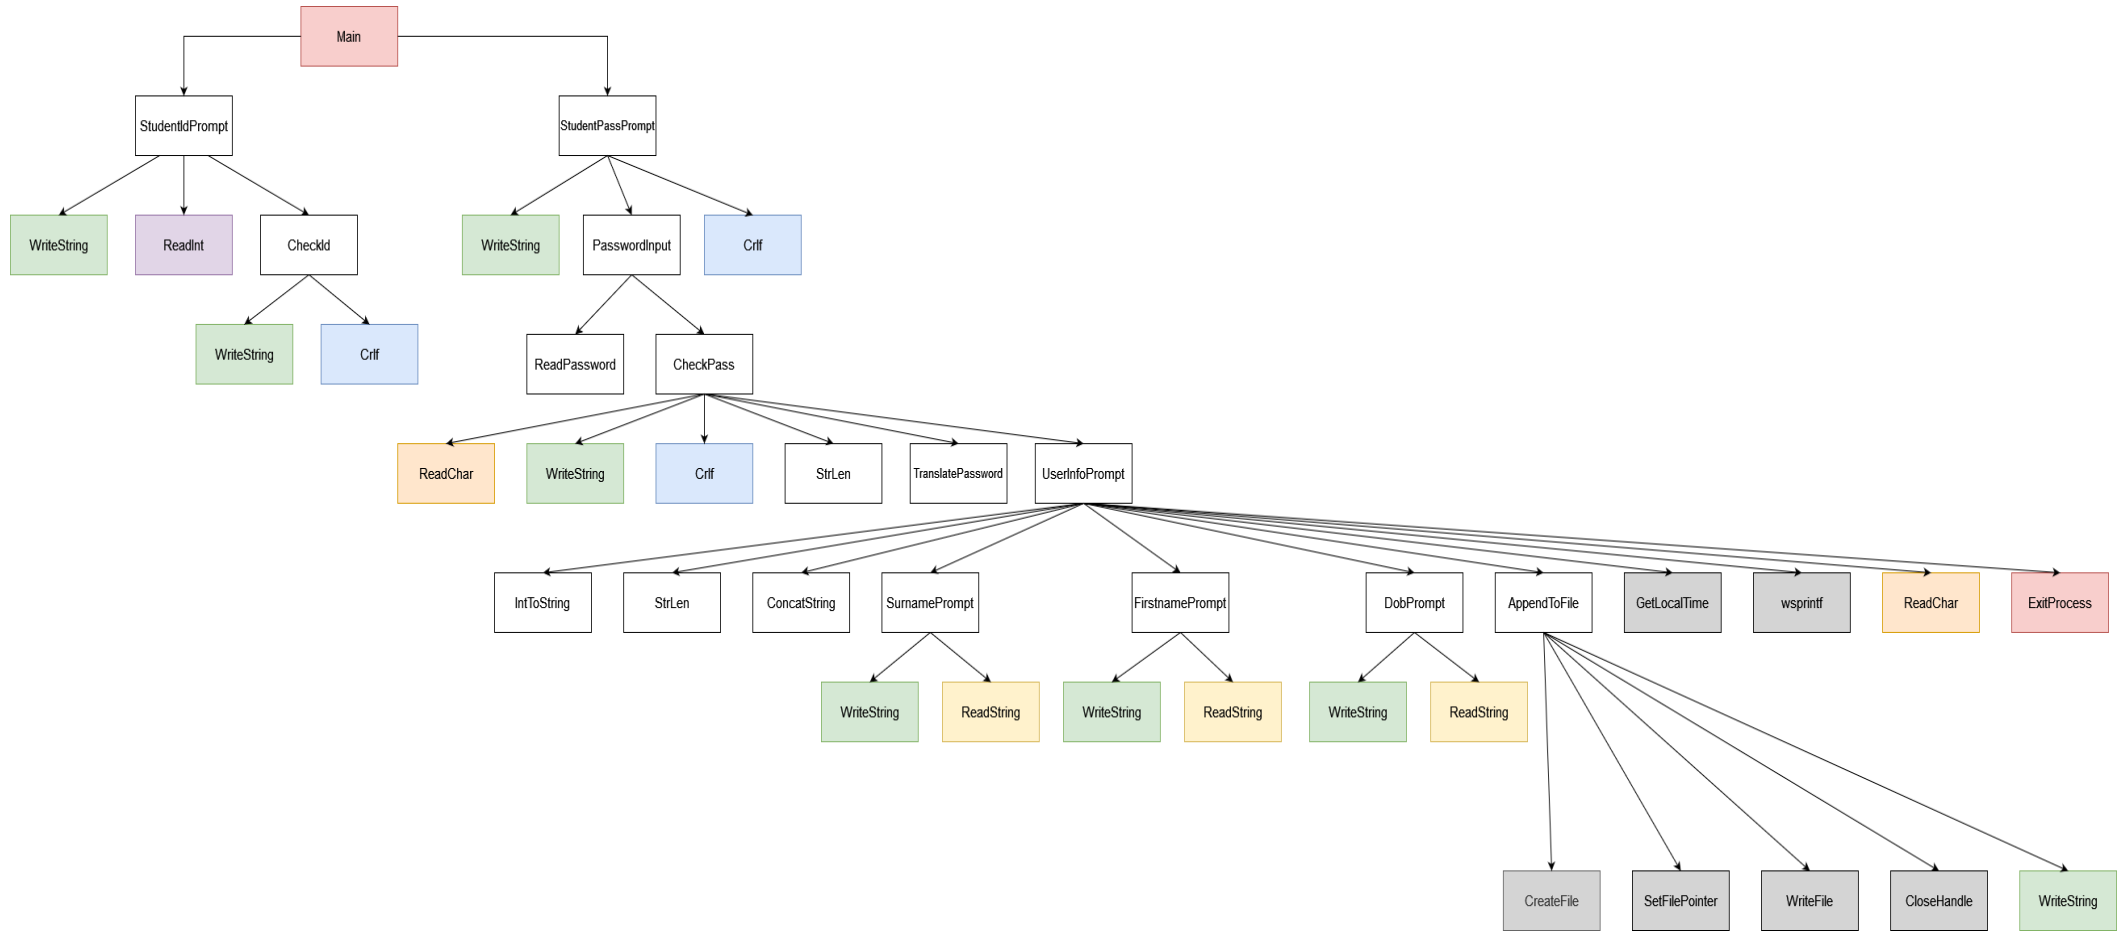 Main
StudentIdPrompt
StudentPassPrompt
WriteString
ReadInt
CheckId
WriteString
PasswordInput
Crlf
WriteString
Crlf
ReadPassword
CheckPass
ReadChar
WriteString
Crlf
StrLen
TranslatePassword
UserInfoPrompt
IntToString
StrLen
ConcatString
SurnamePrompt
FirstnamePrompt
DobPrompt
AppendToFile
GetLocalTime
wsprintf
ReadChar
ExitProcess
WriteString
ReadString
WriteString
ReadString
WriteString
ReadString
CreateFile
SetFilePointer
WriteFile
CloseHandle
WriteString